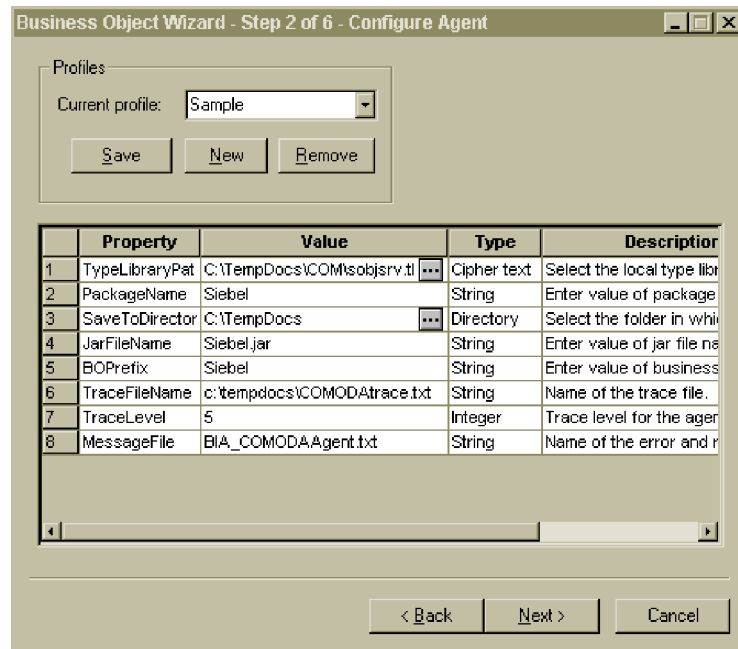 Business Object Wizard - Step 2 of 6 - Configure Agent
Profiles
Current profile: Sample
Save New Remove
Property Value Type Description
1 TypeLibraryPat C:\TempDocs\COM\sobjsrv.tl ... Cipher text Select the local type libr
2 PackageName Siebel String Enter value of package
3 SaveToDirector C:\TempDocs ... Directory Select the folder in whic
4 JarFileName Siebel.jar String Enter value of jar file na
5 BOPrefix Siebel String Enter value of business
6 TraceFileName c:\tempdocs\COMODAtrace.txt String Name of the trace file.
7 TraceLevel 5 Integer Trace level for the agen
8 MessageFile BIA_COMODAAgent.txt String Name of the error and r
< Back Next > Cancel